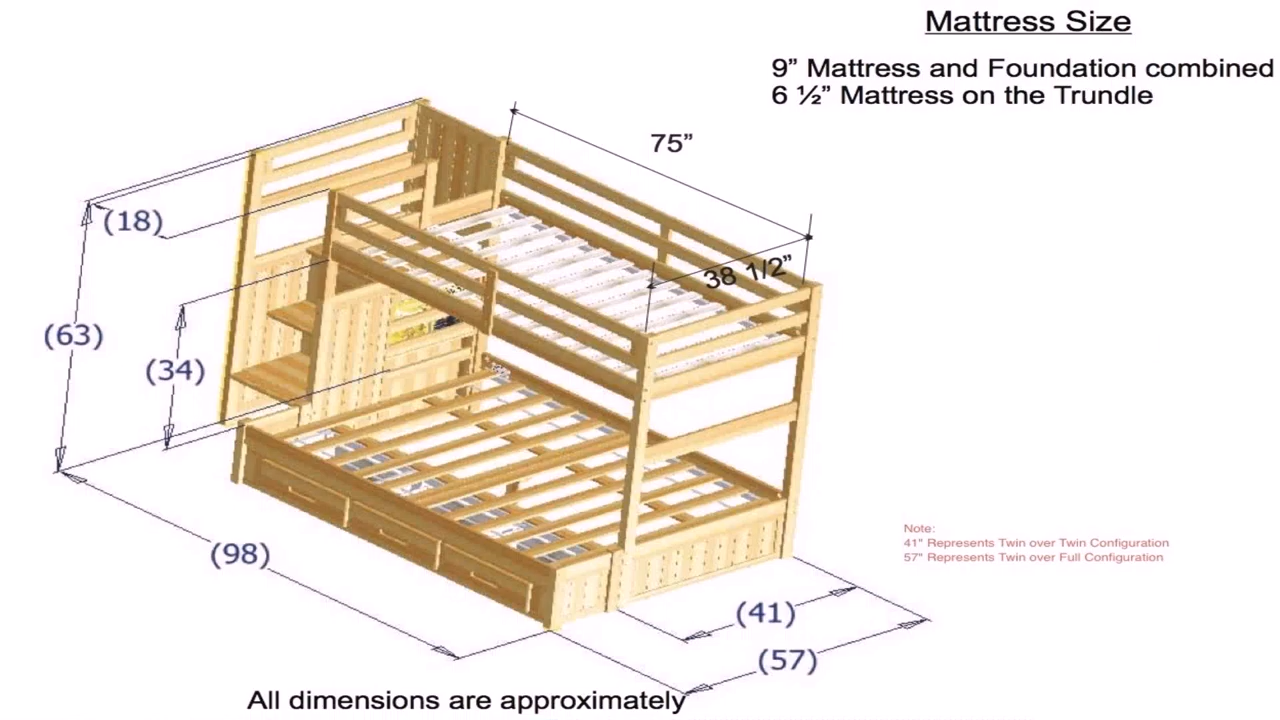 Mattress Size
9” Mattress and Foundation combined
6 ½” Mattress on the Trundle
75”
38 1/2”
(18)
(63)
(34)
(98)
(41)
(57)
Note:
41" Represents Twin over Twin Configuration
57" Represents Twin over Full Configuration
All dimensions are approximately